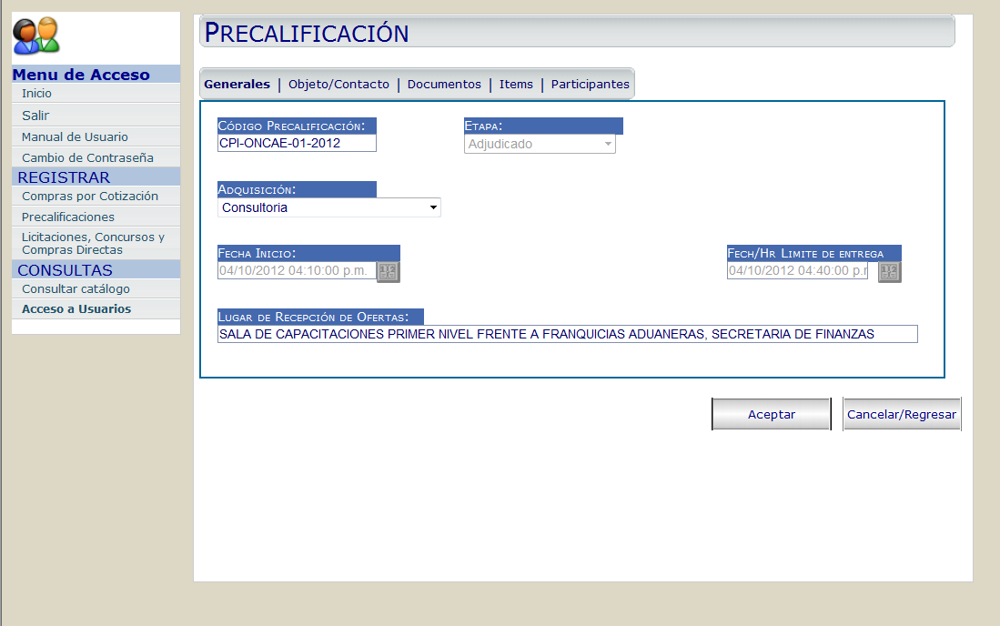 Menu de Acceso
Inicio
Salir
Manual de Usuario
Cambio de Contraseña
REGISTRAR
Compras por Cotización
Precalificaciones
Licitaciones, Concursos y
Compras Directas
CONSULTAS
Consultar catálogo
Acceso a Usuarios
PRECALIFICACIÓN
Generales | Objeto/Contacto | Documentos | Items | Participantes
CÓDIGO PRECALIFICACIÓN: ETAPA:
CPI-ONCAE-01-2012 Adjudicado
ADQUISICIÓN:
Consultoria
FECHA INICIO: FECH/HR LIMITE DE ENTREGA
04/10/2012 04:10:00 p.m. 04/10/2012 04:40:00 p.r
LUGAR DE RECEPCIÓN DE OFERTAS:
SALA DE CAPACITACIONES PRIMER NIVEL FRENTE A FRANQUICIAS ADUANERAS, SECRETARIA DE FINANZAS
Aceptar Cancelar/Regresar